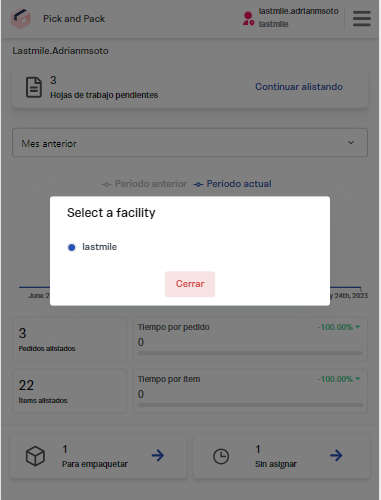 Pick and Pack
lastmile.adrianmsoto
lastmile
Lastmile.Adrianmsoto
3
Hojas de trabajo pendientes
Continuar alistando
Mes anterior
Periodo anterior
Periodo actual
Select a facility
lastmile
Cerrar
June 2
y 24th, 2023
3
Pedidos alistados
Tiempo por pedido
-100.00%
0
22
Ítems alistados
Tiempo por ítem
-100.00%
0
1
Para empaquetar
1
Sin asignar